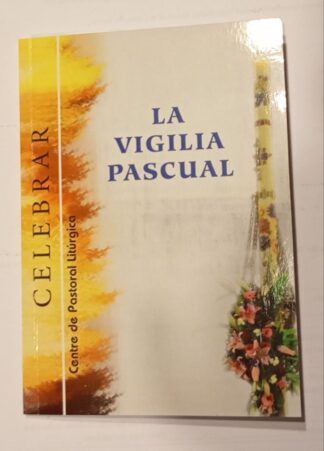 LA
VIGILIA
PASCUAL
CELEBRAR
Centre de Pastoral Litúrgica